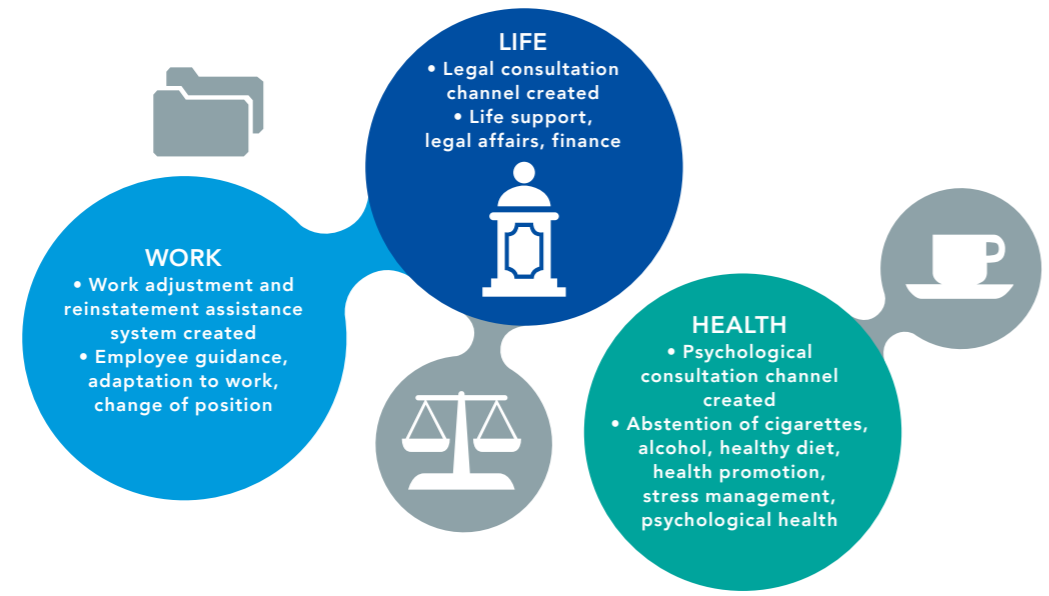 LIFE
• Legal consultation
channel created
• Life support,
legal affairs, finance
WORK
• Work adjustment and
reinstatement assistance
system created
• Employee guidance,
adaptation to work,
change of position
HEALTH
• Psychological
consultation channel
created
• Abstention of cigarettes,
alcohol, healthy diet,
health promotion,
stress management,
psychological health